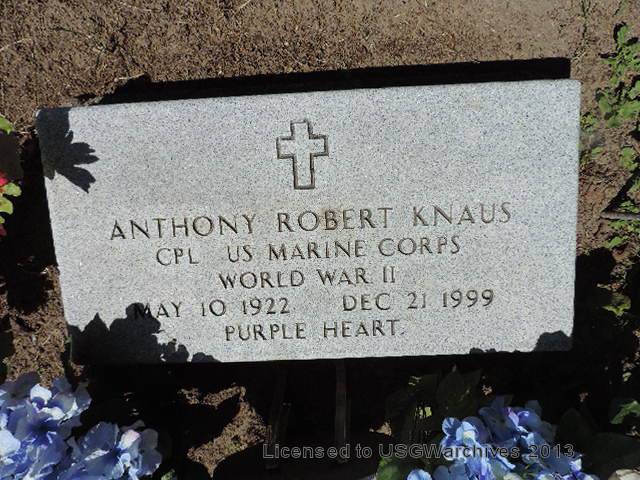 ANTHONY ROBERT KNAUS
CPL US MARINE CORPS
WORLD WAR II
MAY 10 1922 DEC 21 1999
PURPLE HEART
Licensed to USGWarchives 2013